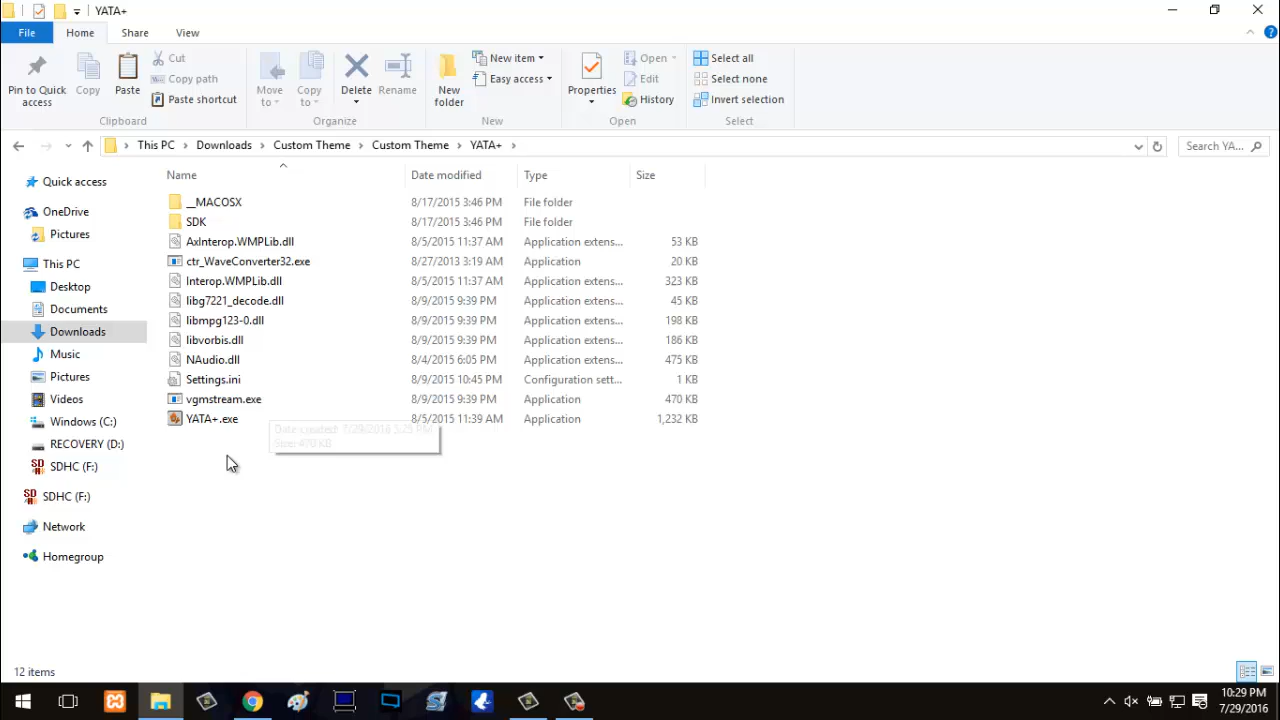 YATA+
File Home Share View
Pin to Quick access
Copy
Paste
Cut
Copy path
Paste shortcut
Clipboard
Move to
Copy to
Delete
Rename
Organize
New folder
New item
Easy access
New
Properties
Open
Edit
History
Open
Select all
Select none
Invert selection
Select
This PC Downloads Custom Theme Custom Theme YATA+
Search YA...
Name Date modified Type Size
Quick access
OneDrive
Pictures
This PC
Desktop
Documents
Downloads
Music
Pictures
Videos
Windows (C:)
RECOVERY (D:)
SDHC (F:)
SDHC (F:)
Network
Homegroup
__MACOSX 8/17/2015 3:46 PM File folder
SDK 8/17/2015 3:46 PM File folder
AxInterop.WMPLib.dll 8/5/2015 11:37 AM Application extens... 53 KB
ctr_WaveConverter32.exe 8/27/2013 3:19 AM Application 20 KB
Interop.WMPLib.dll 8/5/2015 11:37 AM Application extens... 323 KB
libg7221_decode.dll 8/9/2015 9:39 PM Application extens... 45 KB
libmpg123-0.dll 8/9/2015 9:39 PM Application extens... 198 KB
libvorbis.dll 8/9/2015 9:39 PM Application extens... 186 KB
NAudio.dll 8/4/2015 6:05 PM Application extens... 475 KB
Settings.ini 8/9/2015 10:45 PM Configuration sett... 1 KB
vgmstream.exe 8/9/2015 9:39 PM Application 470 KB
YATA+.exe 8/5/2015 11:39 AM Application 1,232 KB
Date created: 7/29/2016 3:25 PM
Size: 470 KB
12 items
10:29 PM
7/29/2016